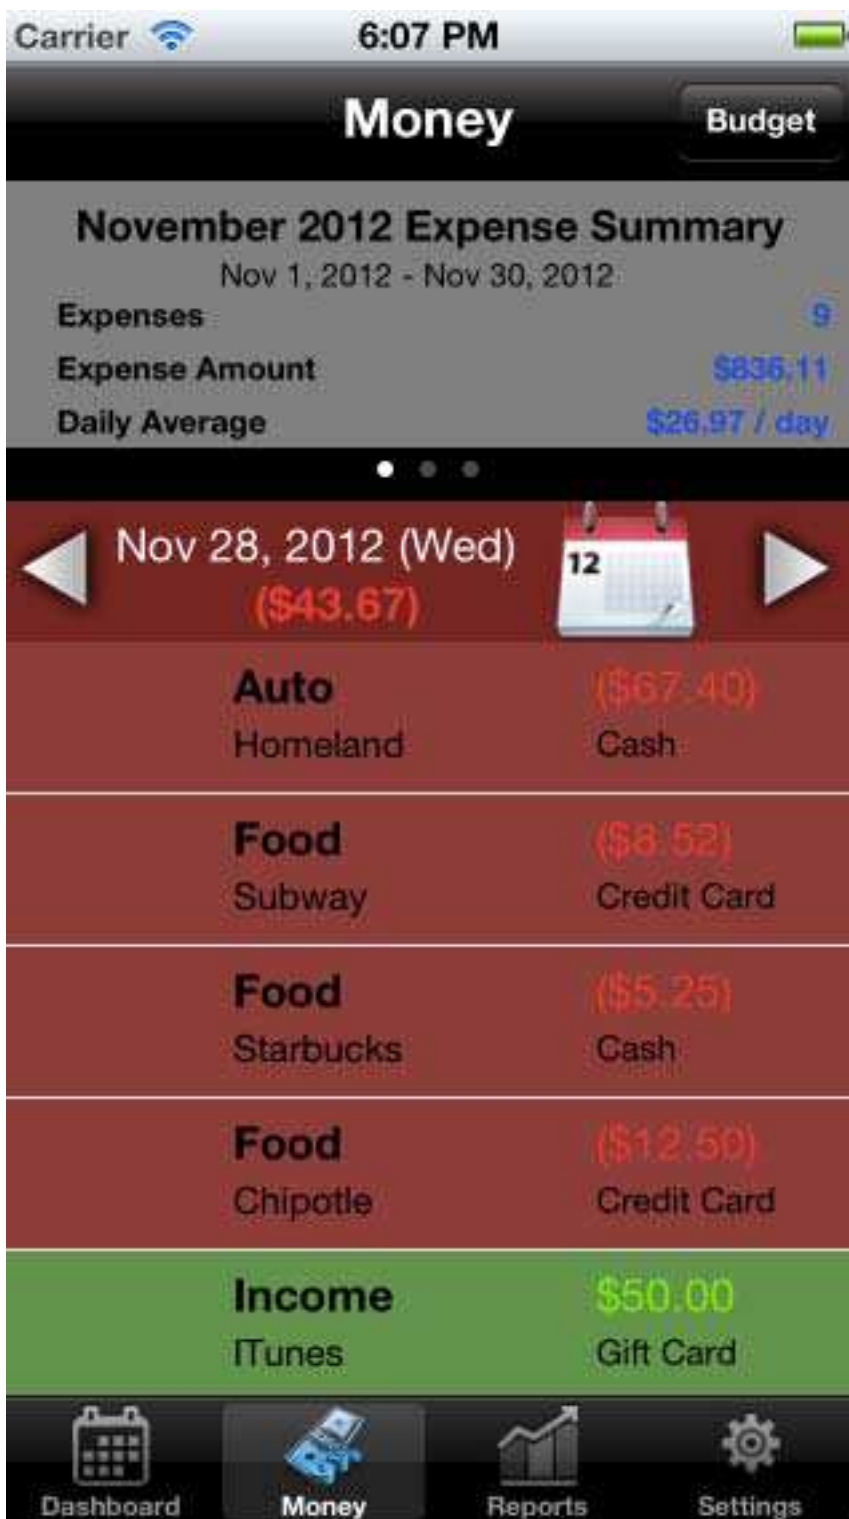 Carrier 6:07 PM
Money Budget
November 2012 Expense Summary
Nov 1, 2012 - Nov 30, 2012
Expenses 9
Expense Amount $836.11
Daily Average $26.97 / day
Nov 28, 2012 (Wed)
($43.67)
12
Auto ($67.40)
Homeland Cash
Food ($8.52)
Subway Credit Card
Food ($5.25)
Starbucks Cash
Food ($12.50)
Chipotle Credit Card
Income $50.00
ITunes Gift Card
Dashboard Money Reports Settings